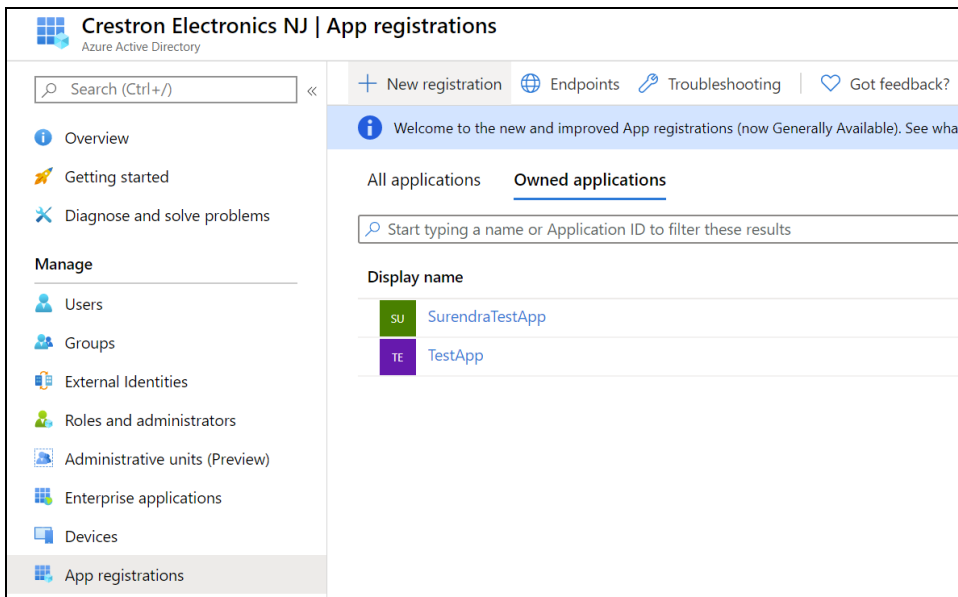 Crestron Electronics NJ | App registrations
Azure Active Directory
Search (Ctrl+/)
«
Overview
Getting started
Diagnose and solve problems
Manage
Users
Groups
External Identities
Roles and administrators
Administrative units (Preview)
Enterprise applications
Devices
App registrations
+ New registration
Endpoints
Troubleshooting
Got feedback?
Welcome to the new and improved App registrations (now Generally Available). See wha
All applications
Owned applications
Start typing a name or Application ID to filter these results
Display name
SU SurendraTestApp
TE TestApp